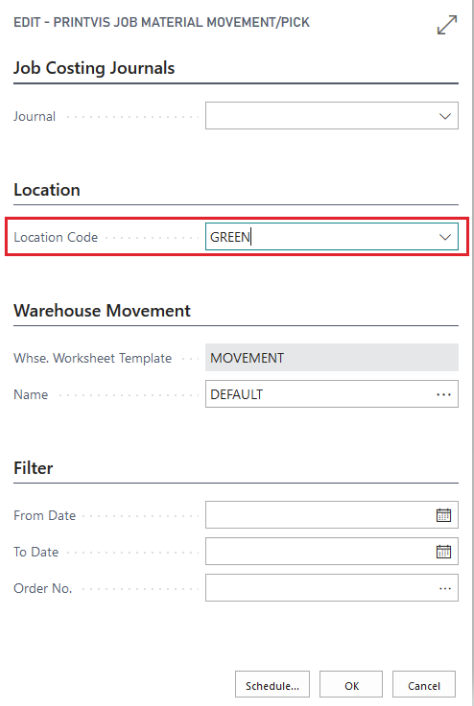 EDIT - PRINTVIS JOB MATERIAL MOVEMENT/PICK
Job Costing Journals
Journal
Location
Location Code GREEN
Warehouse Movement
Whse. Worksheet Template MOVEMENT
Name DEFAULT
Filter
From Date
To Date
Order No.
Schedule... OK Cancel